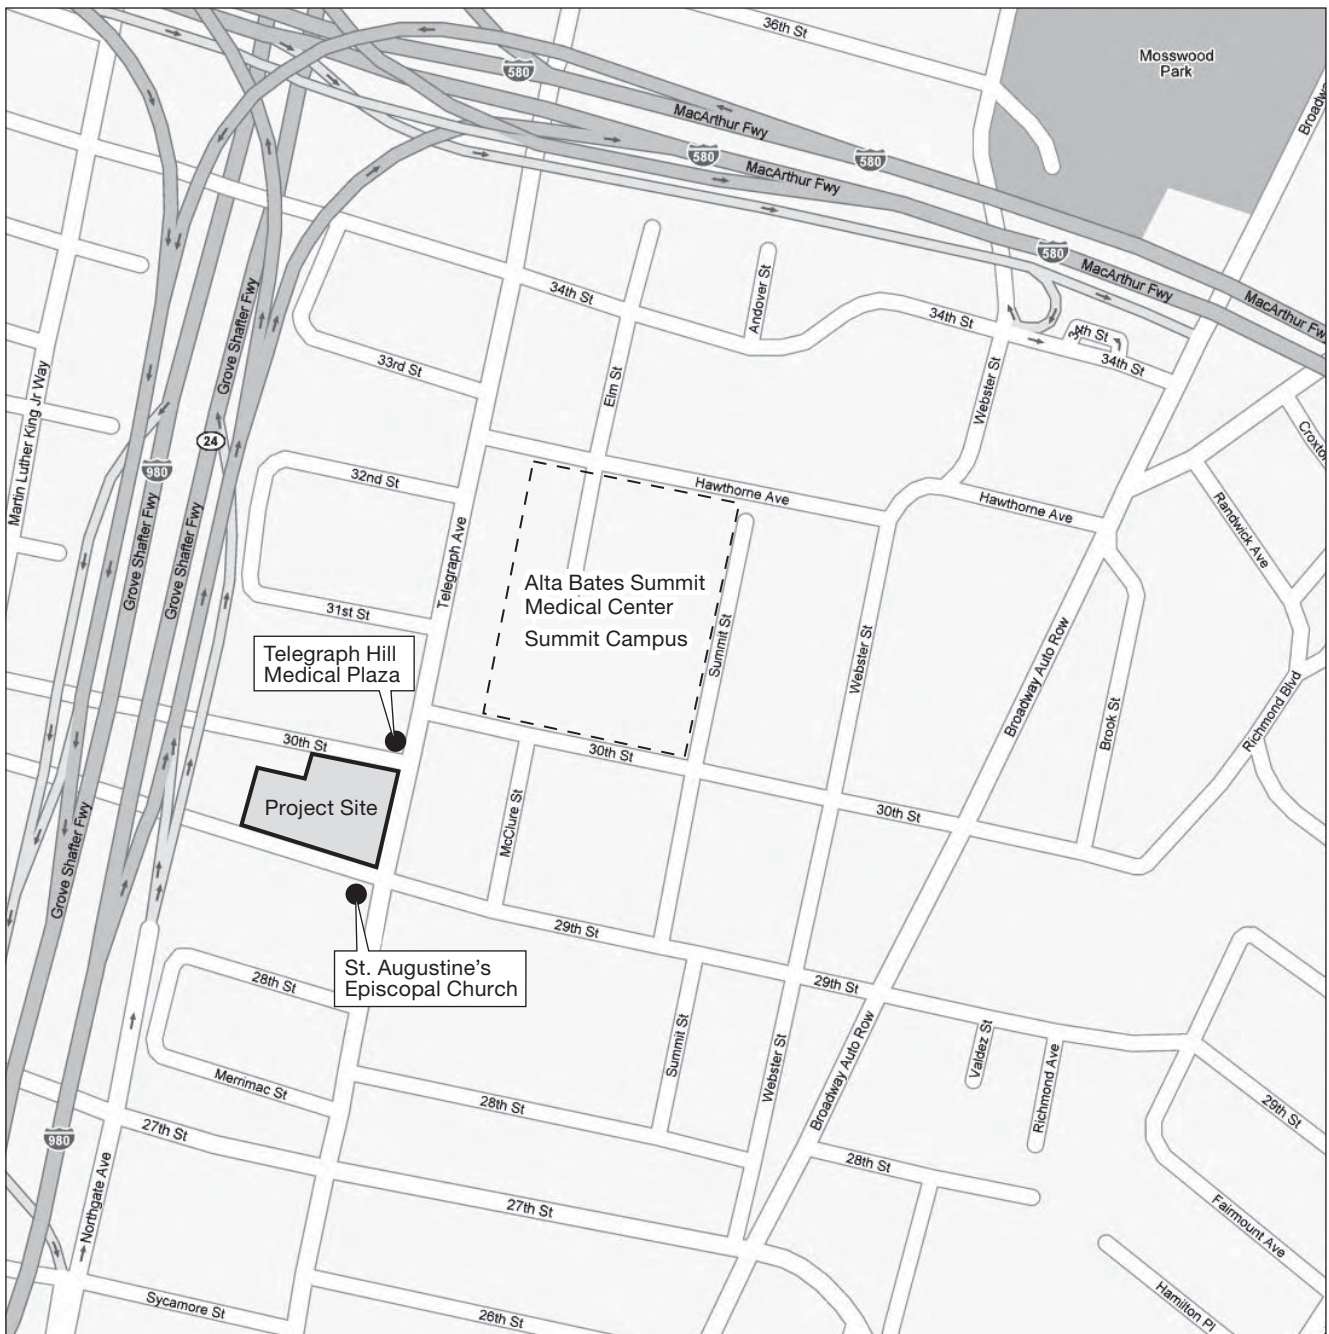 36th St
Mosswood
Park
580
MacArthur Fwy
580
580
MacArthur Fwy
580
MacArthur Fwy
MacArthur Fwy
34th St
Andover St
34th St
34th St
34th St
Grove Shafter Fwy
33rd St
Elm St
Webster St
Martin Luther King Jr Way
24
980
32nd St
Hawthorne Ave
Hawthorne Ave
Randwick Ave
Grove Shafter Fwy
Grove Shafter Fwy
Telegraph Ave
Alta Bates Summit
Medical Center
Summit Campus
31st St
Summit St
Webster St
Broadway Auto Row
Brook St
Richmond Blvd
Telegraph Hill
Medical Plaza
30th St
30th St
Project Site
McClure St
30th St
Grove Shafter Fwy
29th St
St. Augustine's
Episcopal Church
28th St
29th St
Summit St
Webster St
Broadway Auto Row
Valdez St
Richmond Ave
29th St
Merrimac St
28th St
980
27th St
28th St
Northgate Ave
27th St
Fairmount Ave
Sycamore St
26th St
Hamilton Pl